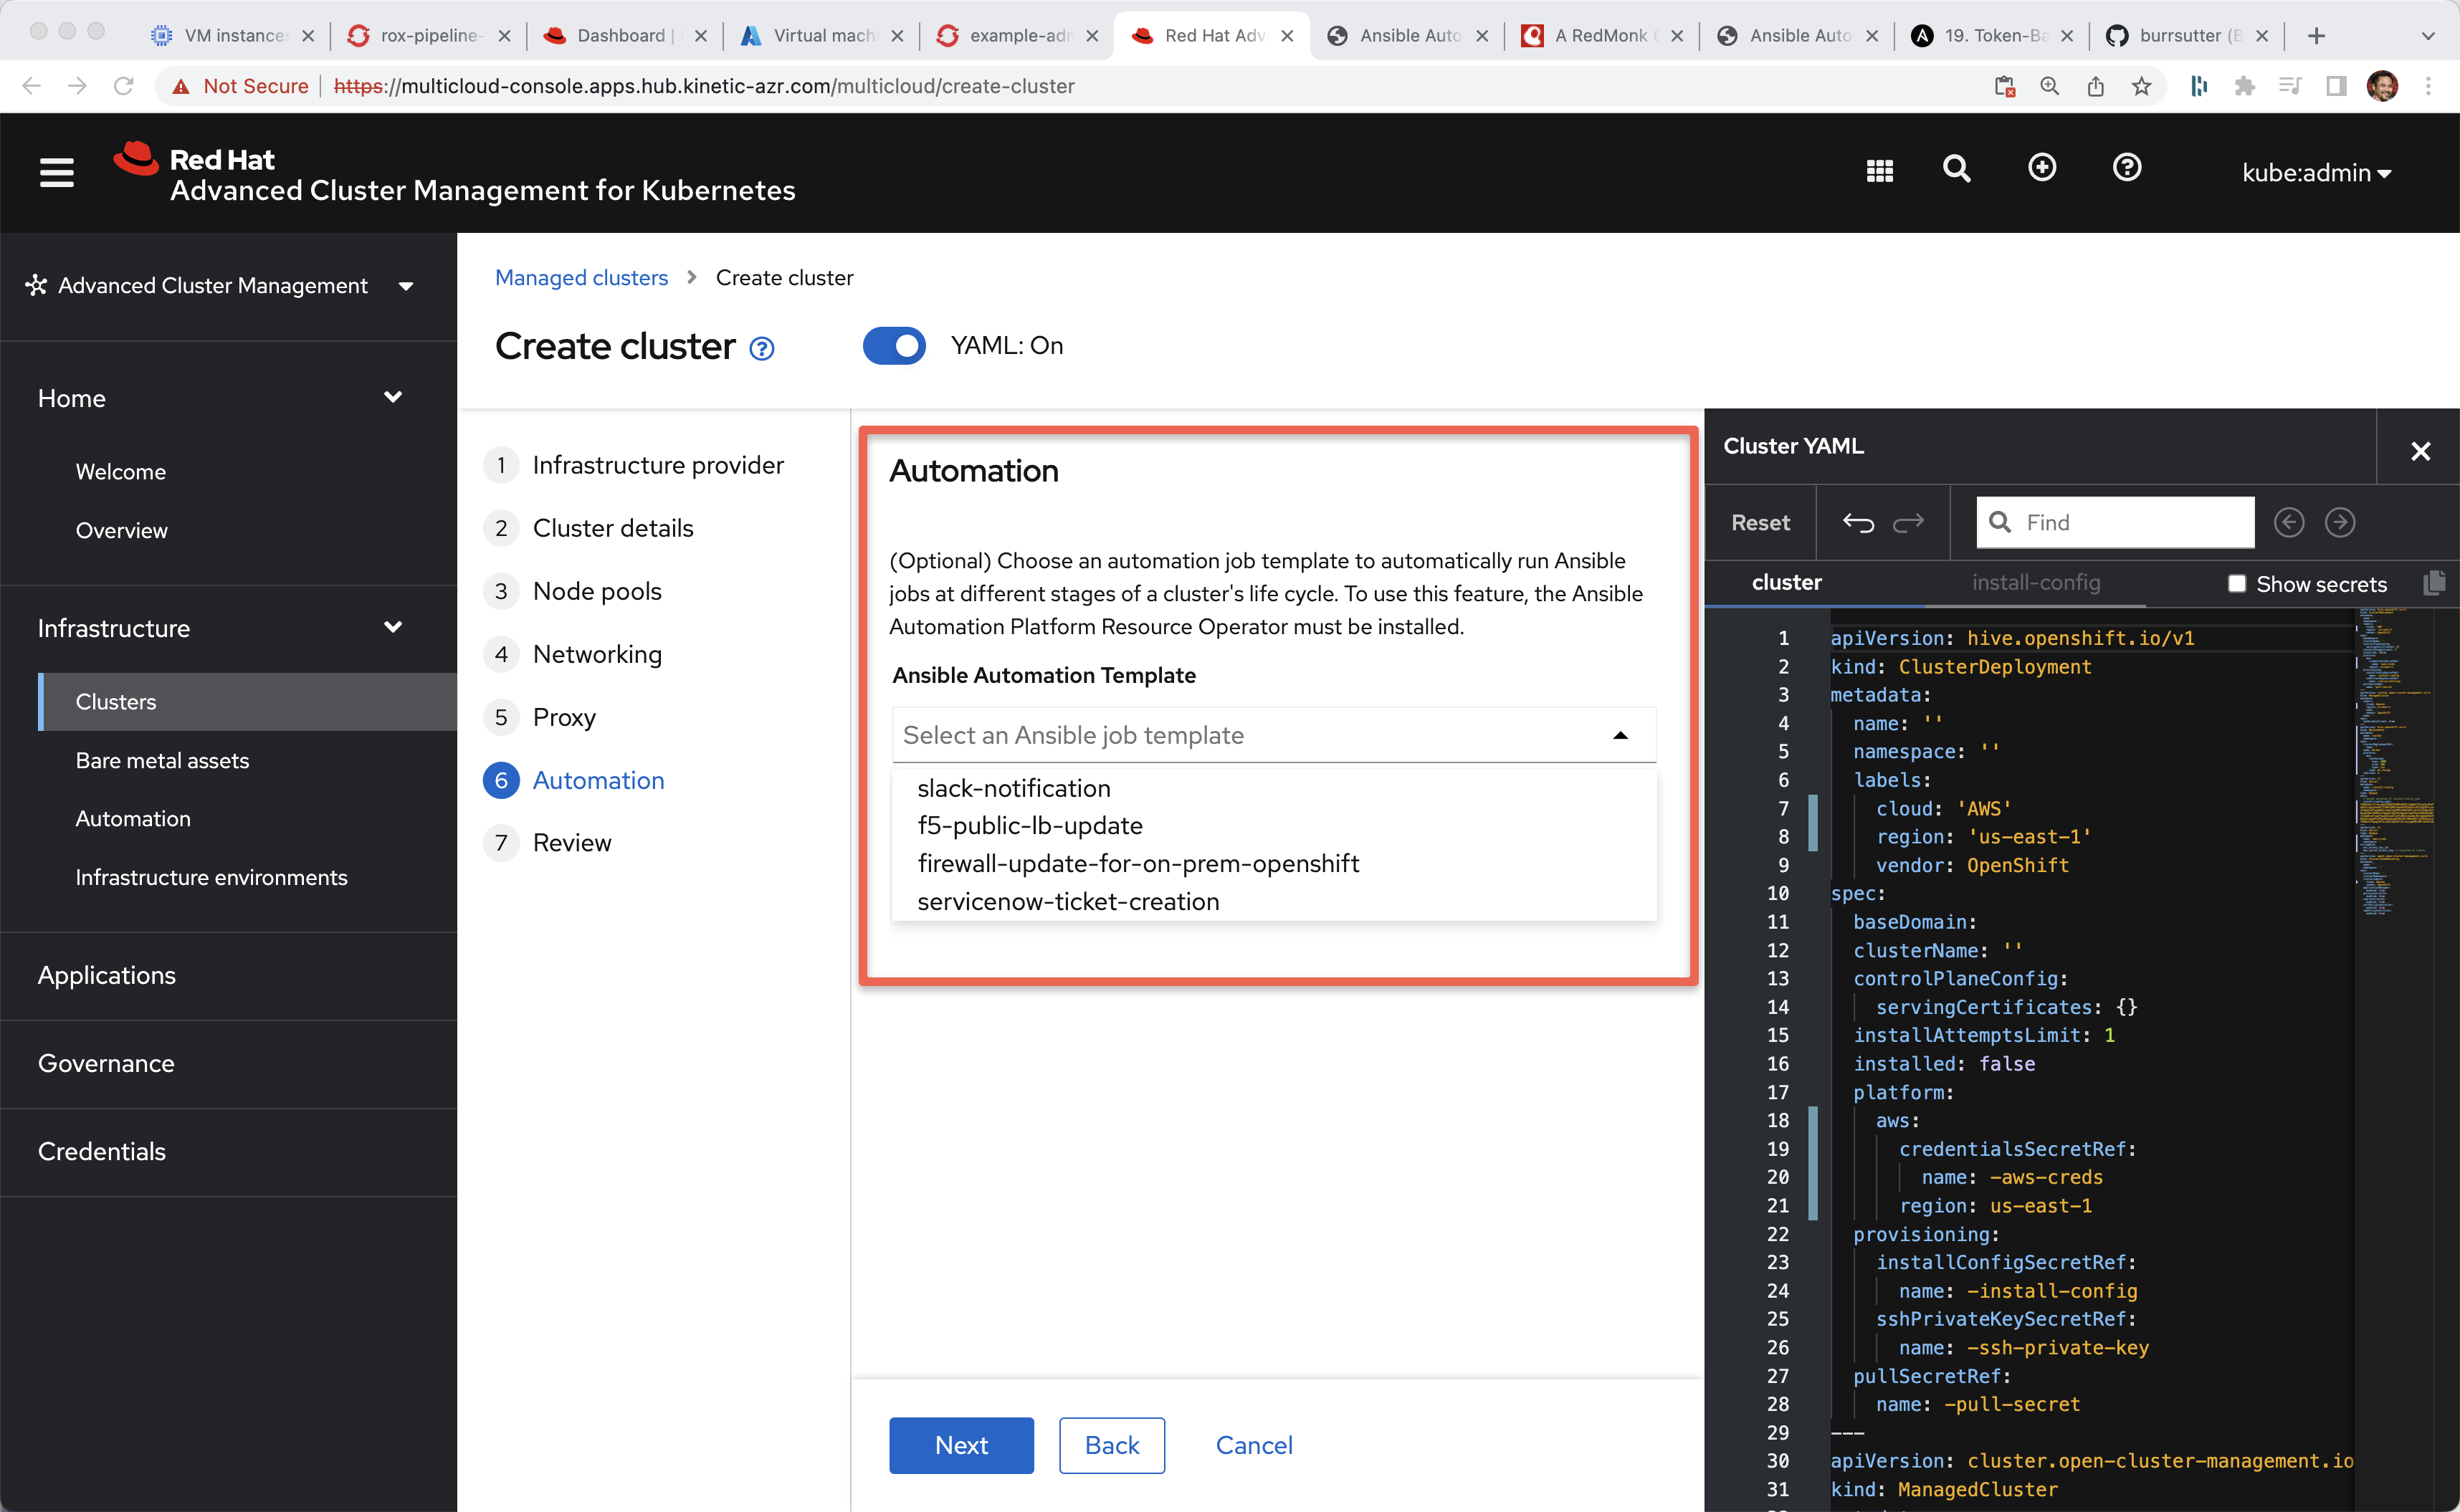 VM instances
rox-pipeline-
Dashboard |
Virtual machi
example-adm
Red Hat Adv
Ansible Auto
A RedMonk
Ansible Auto
19. Token-Ba
burrsutter (B
Not Secure
https://multicloud-console.apps.hub.kinetic-azr.com/multicloud/create-cluster
Red Hat
Advanced Cluster Management for Kubernetes
kube:admin
Advanced Cluster Management
Home
Welcome
Overview
Infrastructure
Clusters
Bare metal assets
Automation
Infrastructure environments
Applications
Governance
Credentials
Managed clusters > Create cluster
Create cluster
YAML: On
1 Infrastructure provider
2 Cluster details
3 Node pools
4 Networking
5 Proxy
6 Automation
7 Review
Automation
(Optional) Choose an automation job template to automatically run Ansible
jobs at different stages of a cluster's life cycle. To use this feature, the Ansible
Automation Platform Resource Operator must be installed.
Ansible Automation Template
Select an Ansible job template
slack-notification
f5-public-lb-update
firewall-update-for-on-prem-openshift
servicenow-ticket-creation
Next
Back
Cancel
Cluster YAML
Reset
Find
cluster
install-config
Show secrets
1 apiVersion: hive.openshift.io/v1
2 kind: ClusterDeployment
3 metadata:
4 name: ''
5 namespace: ''
6 labels:
7 cloud: 'AWS'
8 region: 'us-east-1'
9 vendor: OpenShift
10 spec:
11 baseDomain:
12 clusterName: ''
13 controlPlaneConfig:
14 servingCertificates: {}
15 installAttemptsLimit: 1
16 installed: false
17 platform:
18 aws:
19 credentialsSecretRef:
20 name: -aws-creds
21 region: us-east-1
22 provisioning:
23 installConfigSecretRef:
24 name: -install-config
25 sshPrivateKeySecretRef:
26 name: -ssh-private-key
27 pullSecretRef:
28 name: -pull-secret
29 ---
30 apiVersion: cluster.open-cluster-management.io
31 kind: ManagedCluster